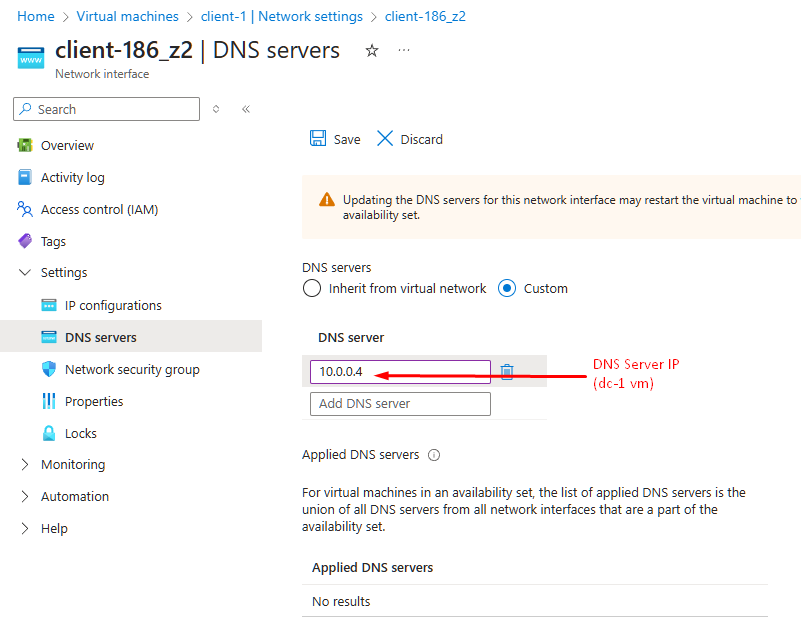 Home > Virtual machines > client-1 | Network settings > client-186_z2
www
client-186_z2 | DNS servers
Network interface
Search
Overview
Activity log
Access control (IAM)
Tags
Settings
IP configurations
DNS servers
Network security group
Properties
Locks
Monitoring
Automation
Help
Save Discard
Updating the DNS servers for this network interface may restart the virtual machine to
availability set.
DNS servers
Inherit from virtual network Custom
DNS server
10.0.0.4
Add DNS server
DNS Server IP
(dc-1 vm)
Applied DNS servers
For virtual machines in an availability set, the list of applied DNS servers is the
union of all DNS servers from all network interfaces that are a part of the
availability set.
Applied DNS servers
No results